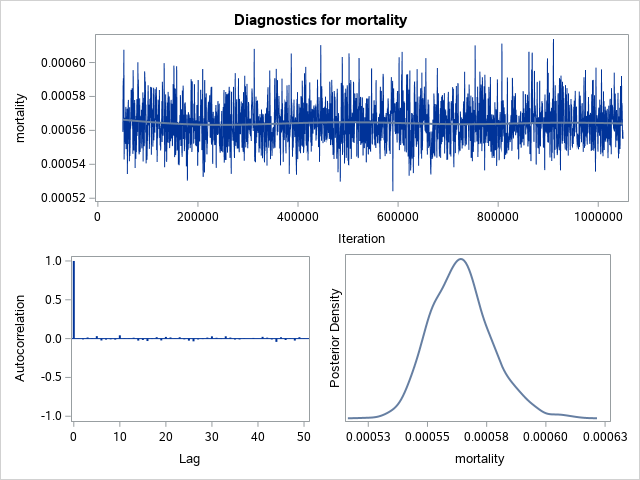 Diagnostics for mortality
mortality
0.00060
0.00058
0.00056
0.00054
0.00052
0 200000 400000 600000 800000 1000000
Iteration
Autocorrelation
1.0
0.5
0.0
-0.5
-1.0
0 10 20 30 40 50
Lag
Posterior Density
0.00053 0.00055 0.00058 0.00060 0.00063
mortality